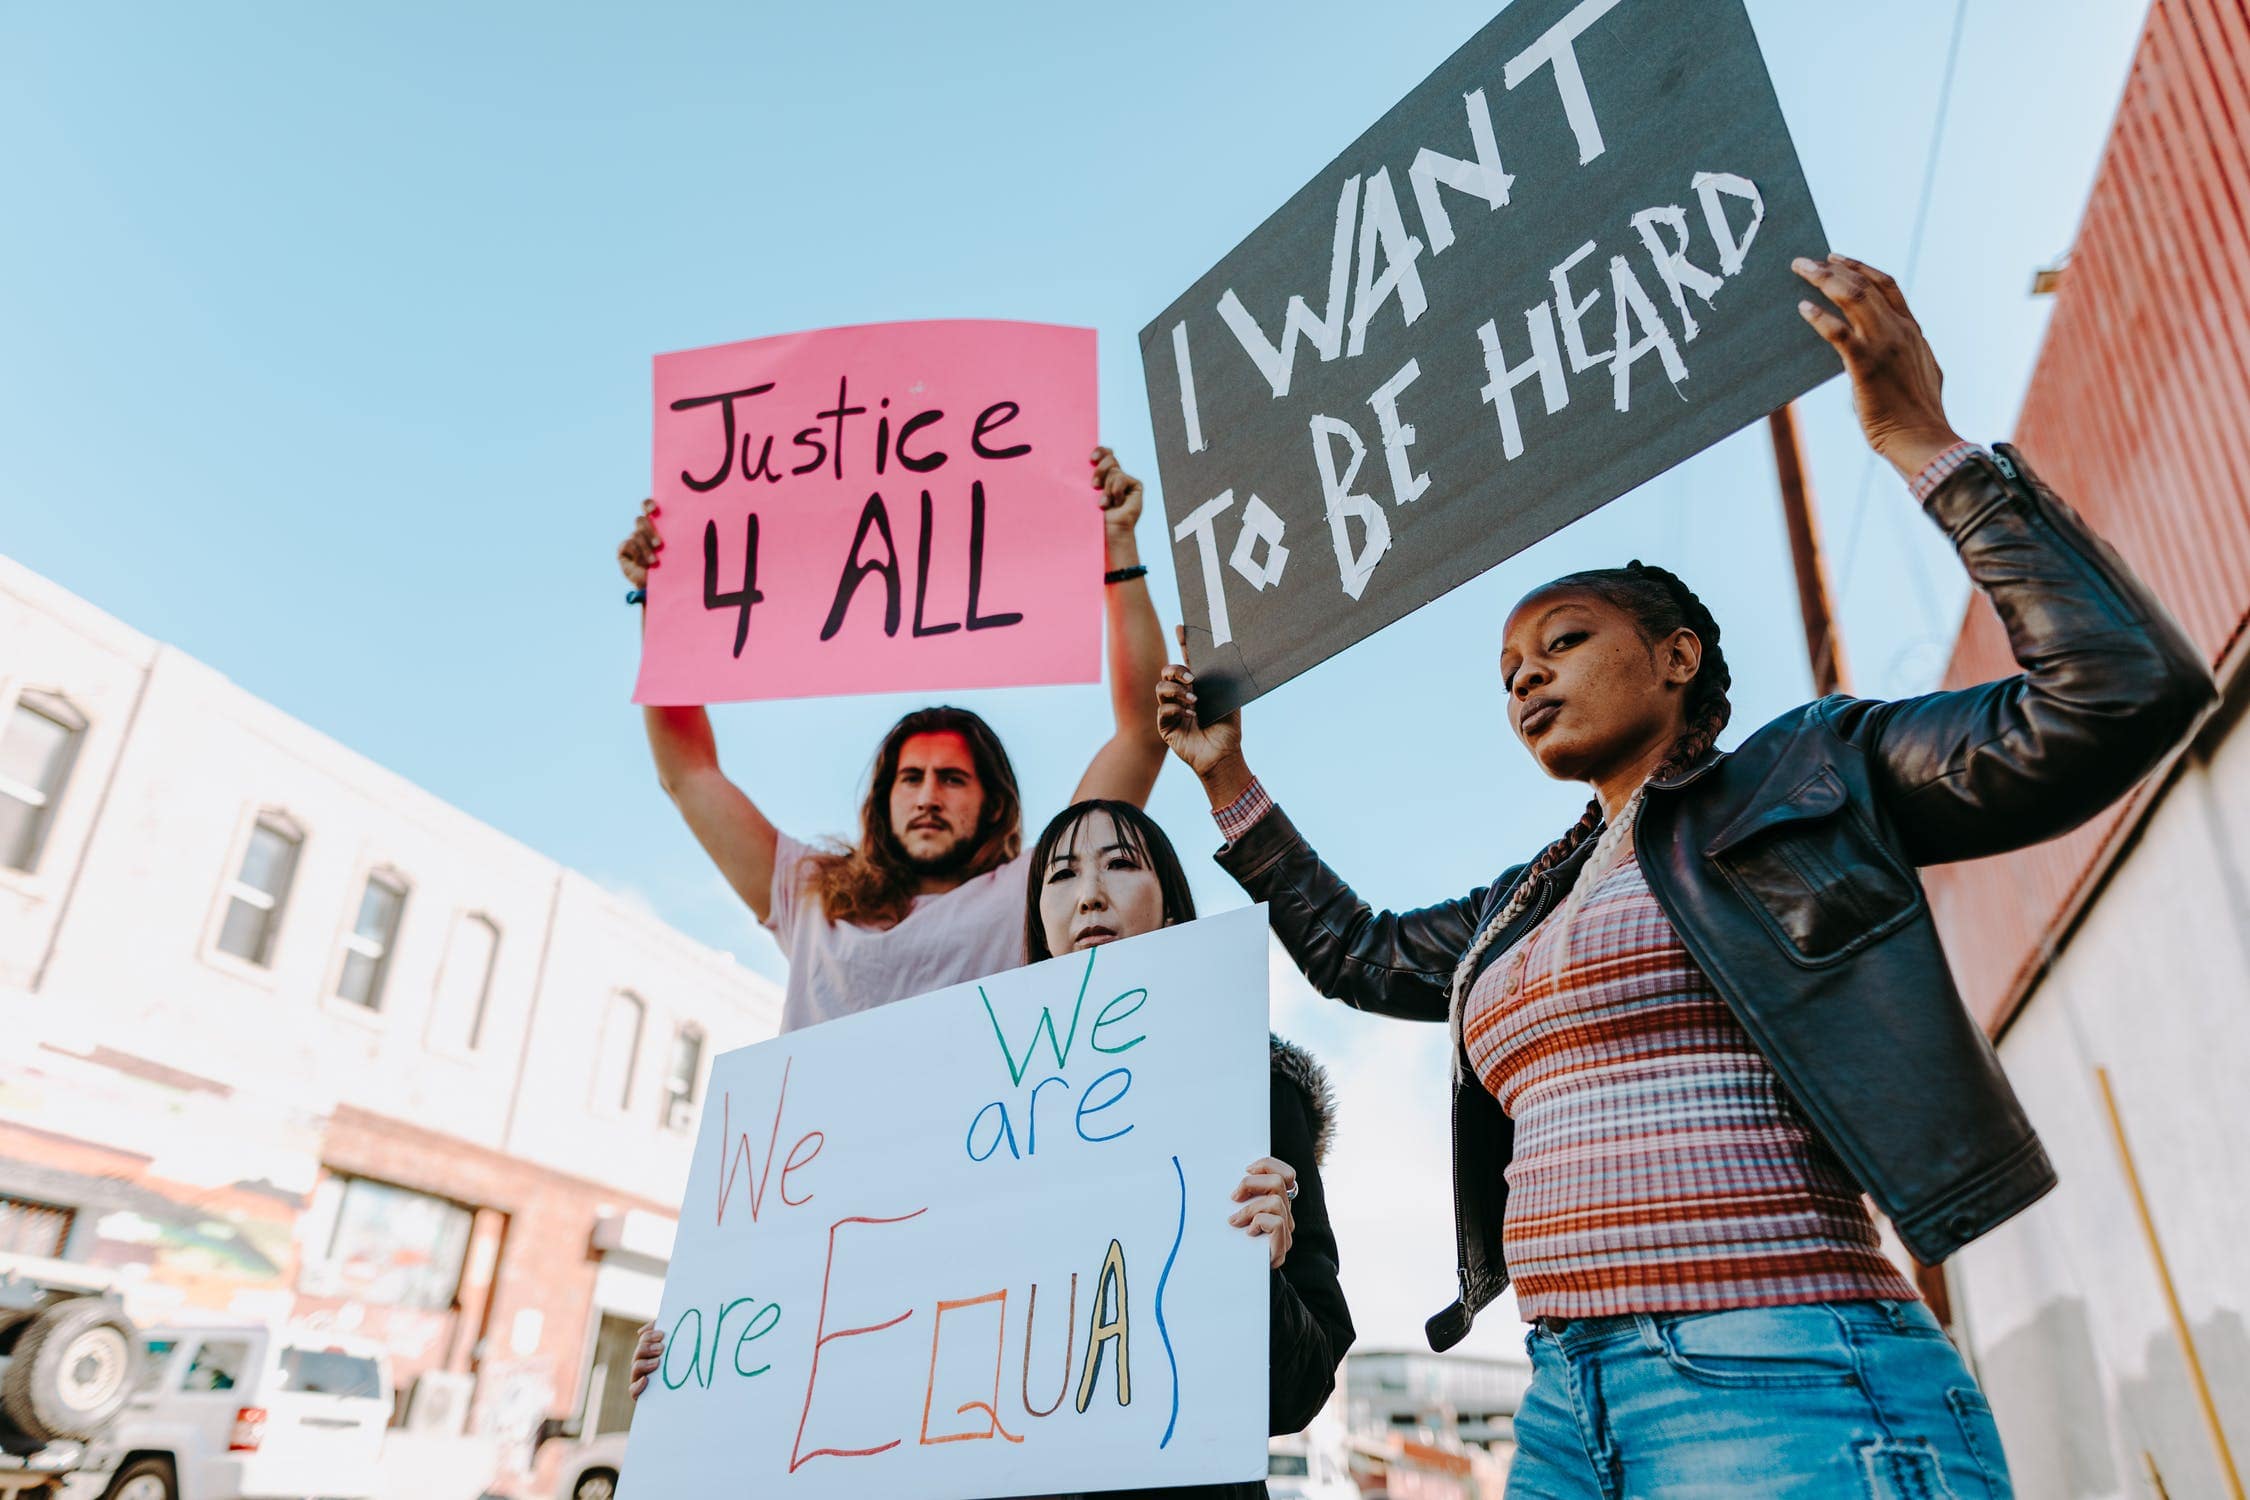 Justice
4 ALL
I WANT
TO BE HEARD
We
are
We
are EQUAL